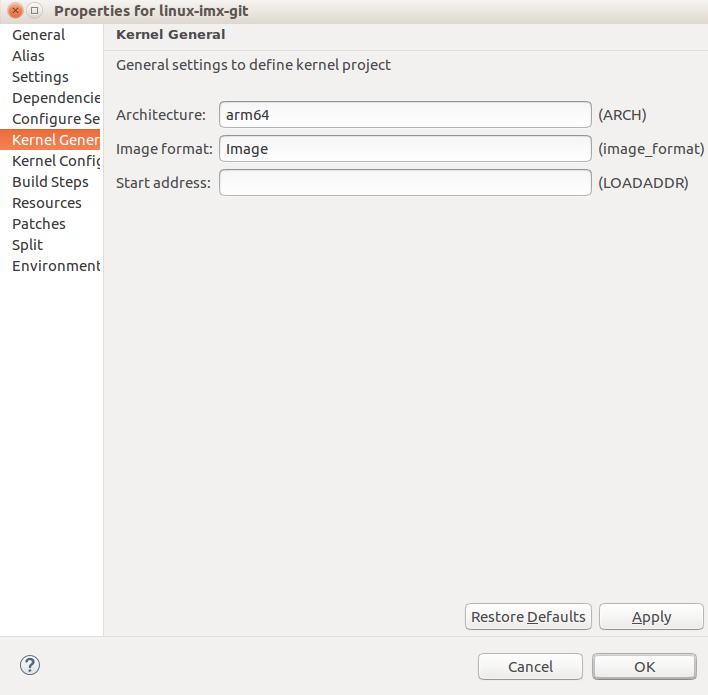 Properties for linux-imx-git
General
Alias
Settings
Dependencie
Configure Se
Kernel Gener
Kernel Config
Build Steps
Resources
Patches
Split
Environment
Kernel General
General settings to define kernel project
Architecture: arm64 (ARCH)
Image format: Image (image_format)
Start address: (LOADADDR)
Restore Defaults Apply
? Cancel OK